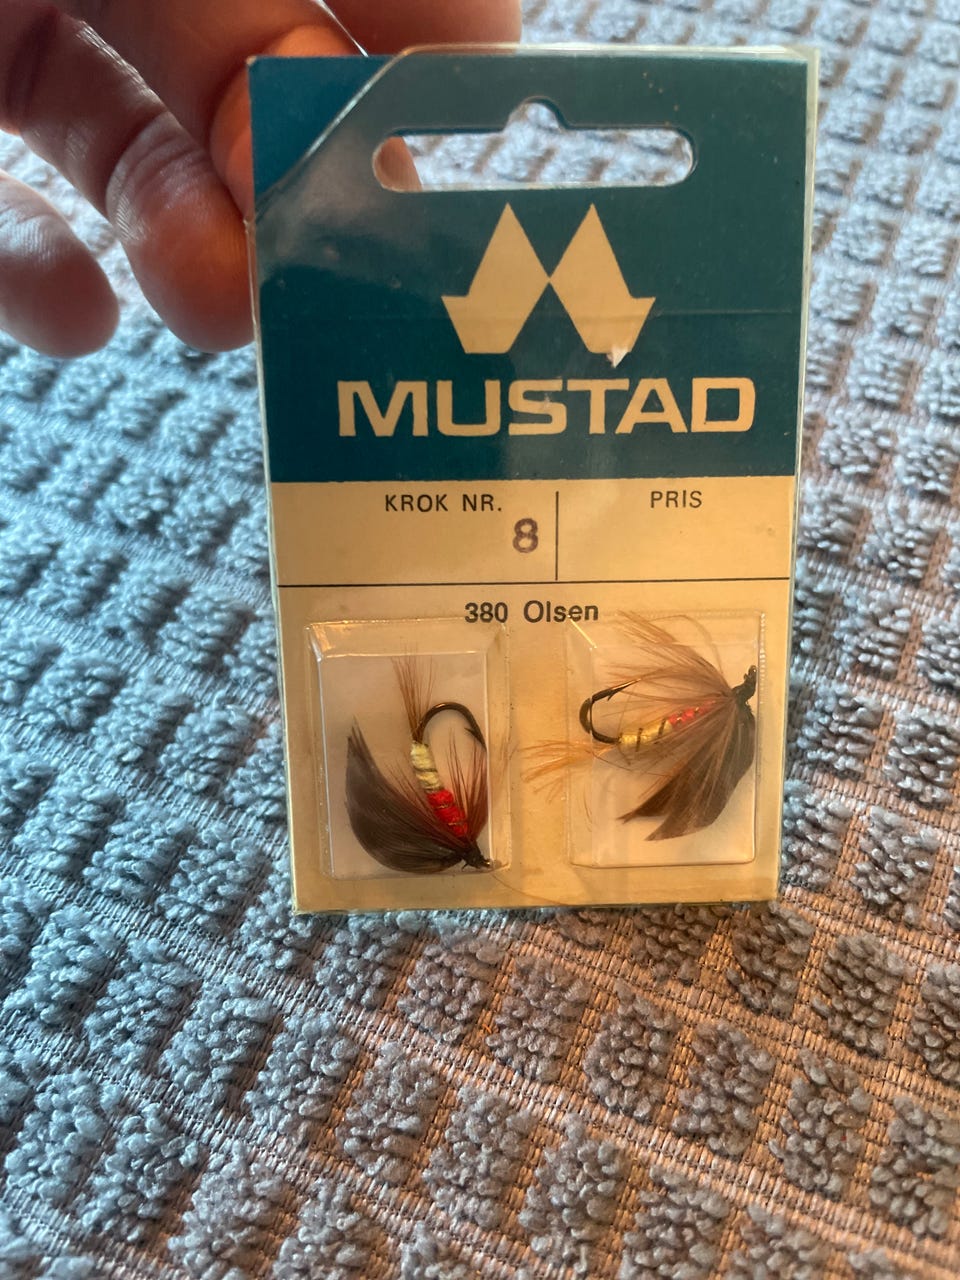 MUSTAD
KROK NR. PRIS
8
380 Olsen